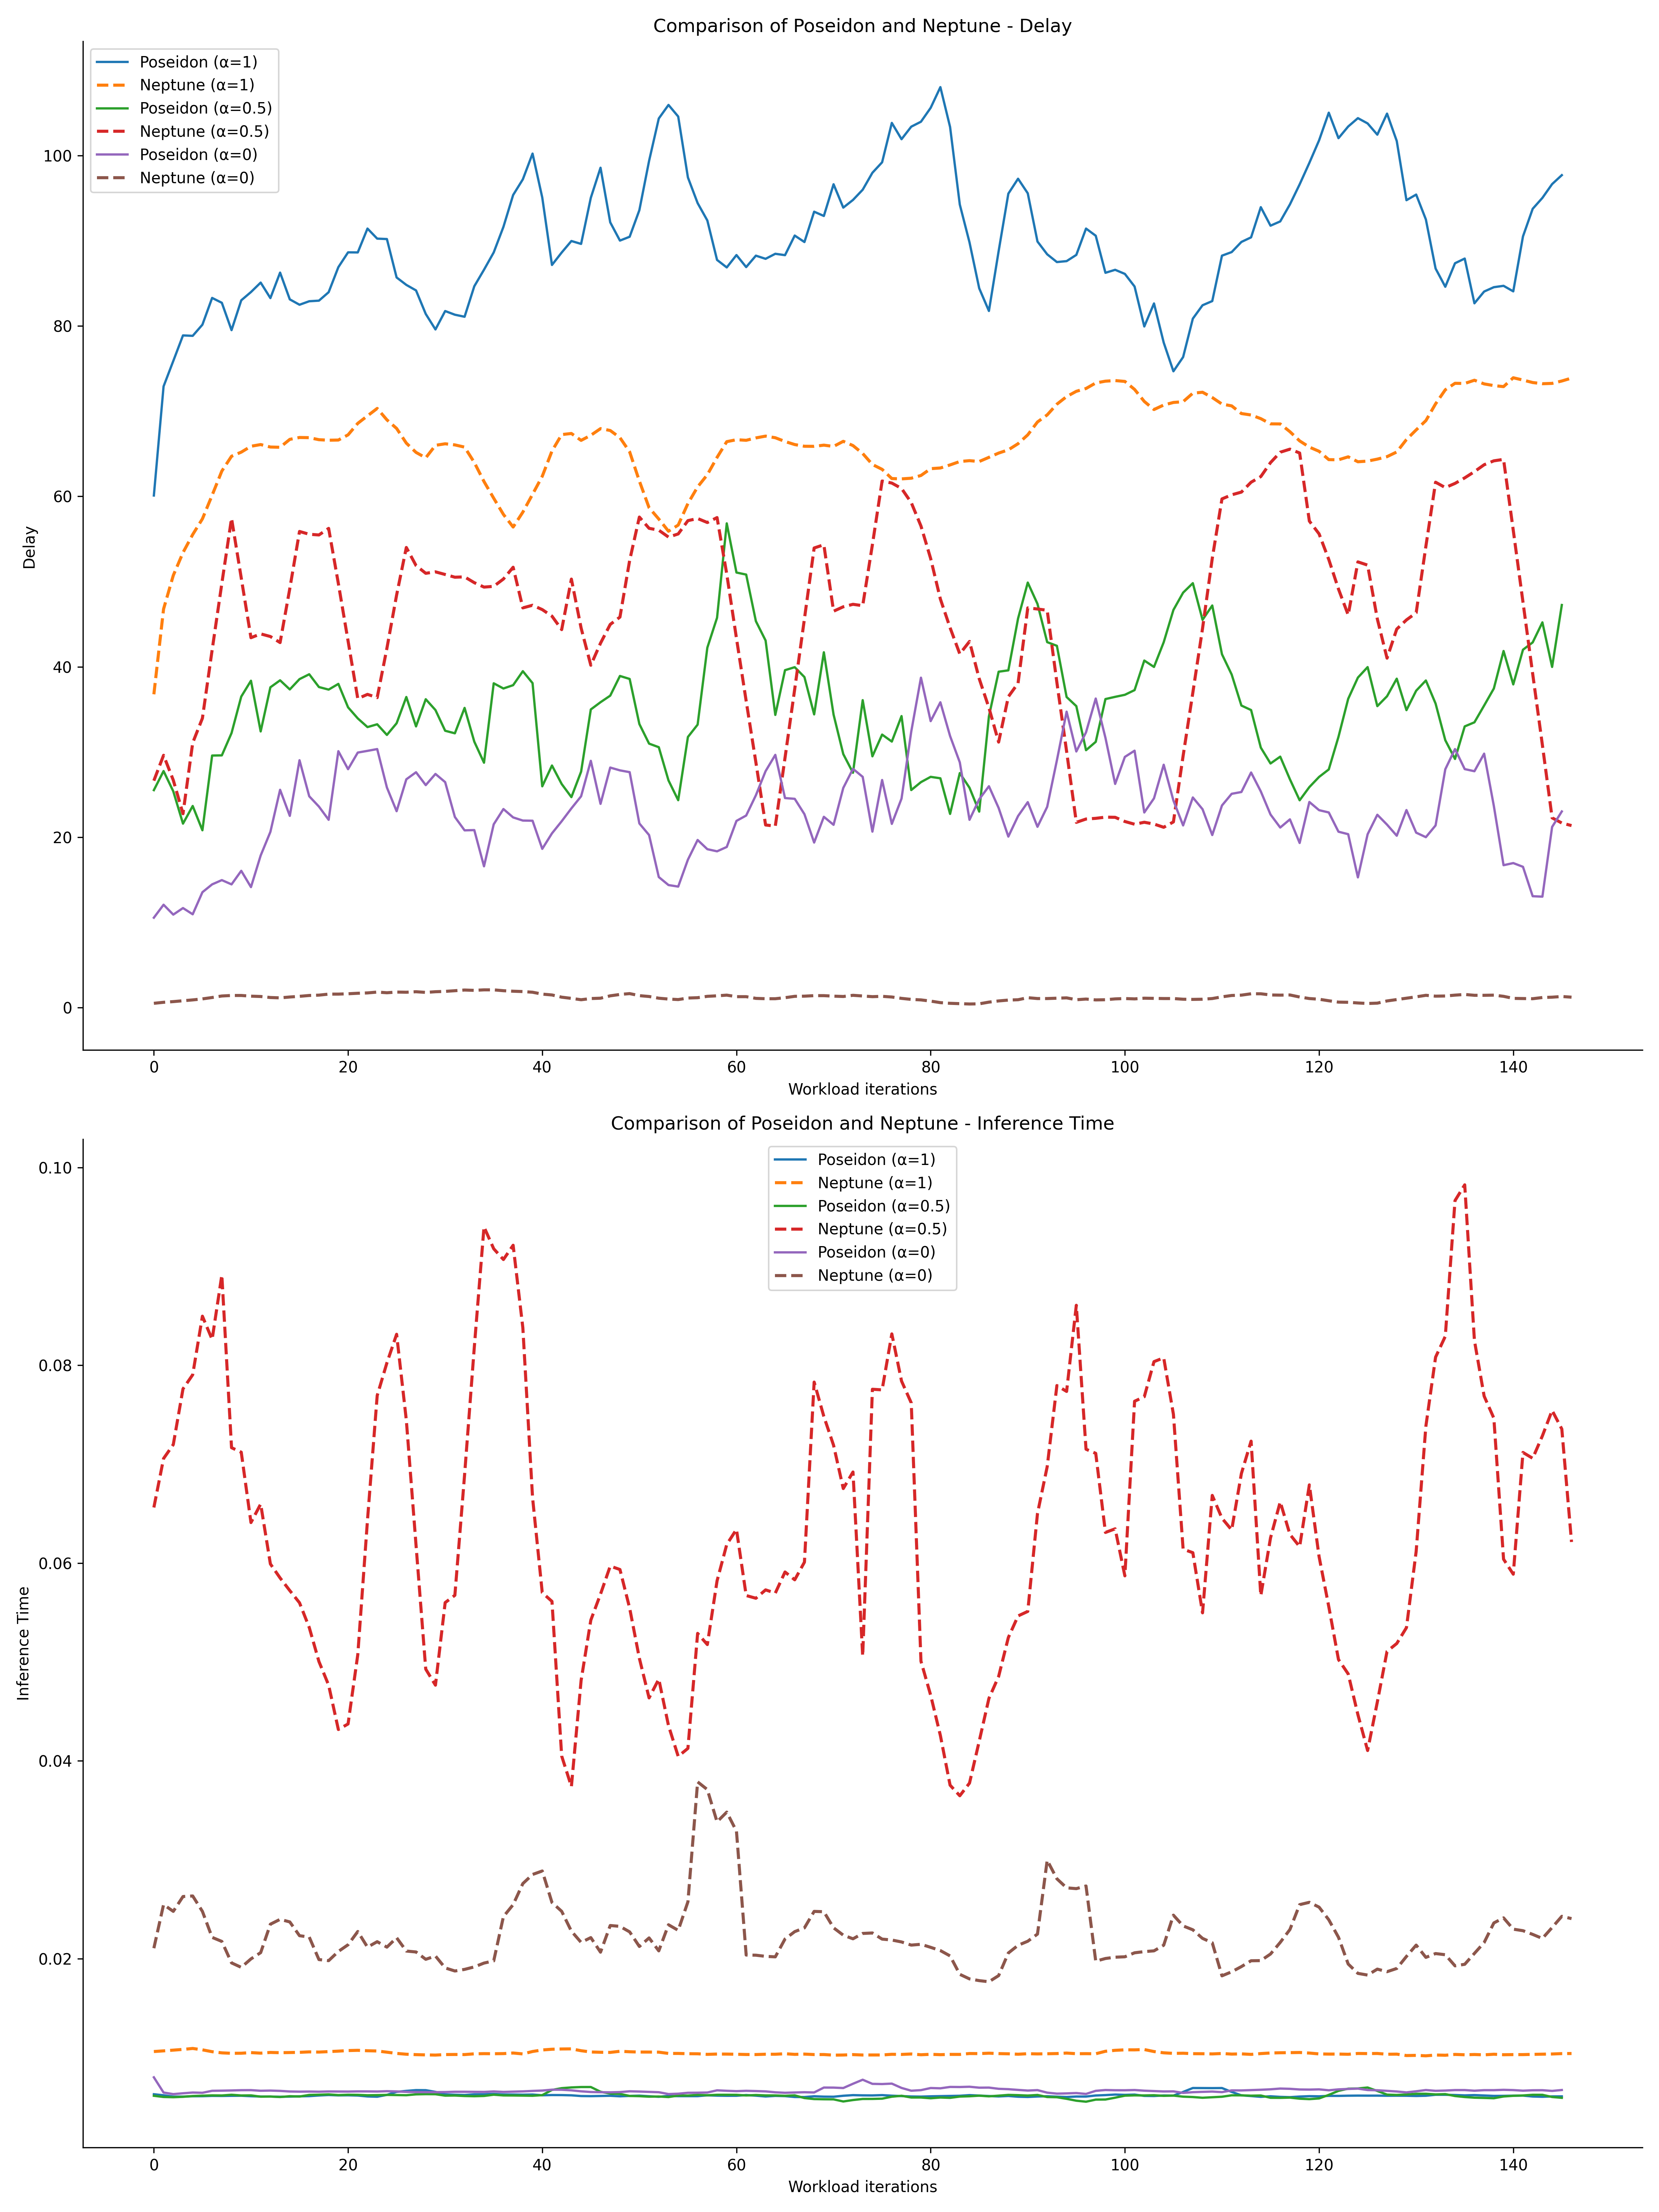 Comparison of Poseidon and Neptune - Delay
Poseidon (α=1)
Neptune (α=1)
Poseidon (α=0.5)
Neptune (α=0.5)
Poseidon (α=0)
Neptune (α=0)
Delay
100
80
60
40
20
0
0 20 40 60 80 100 120 140
Workload iterations
Comparison of Poseidon and Neptune - Inference Time
Poseidon (α=1)
Neptune (α=1)
Poseidon (α=0.5)
Neptune (α=0.5)
Poseidon (α=0)
Neptune (α=0)
Inference Time
0.10
0.08
0.06
0.04
0.02
0 20 40 60 80 100 120 140
Workload iterations